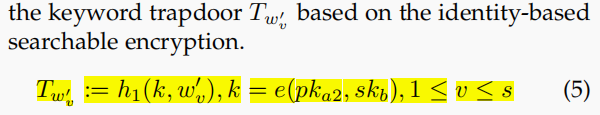 the keyword trapdoor T_{w'_v} based on the identity-based
searchable encryption.
T_{w'_v} := h_1(k, w'_v), k = e(pk_{a2}, sk_b), 1 ≤ v ≤ s (5)